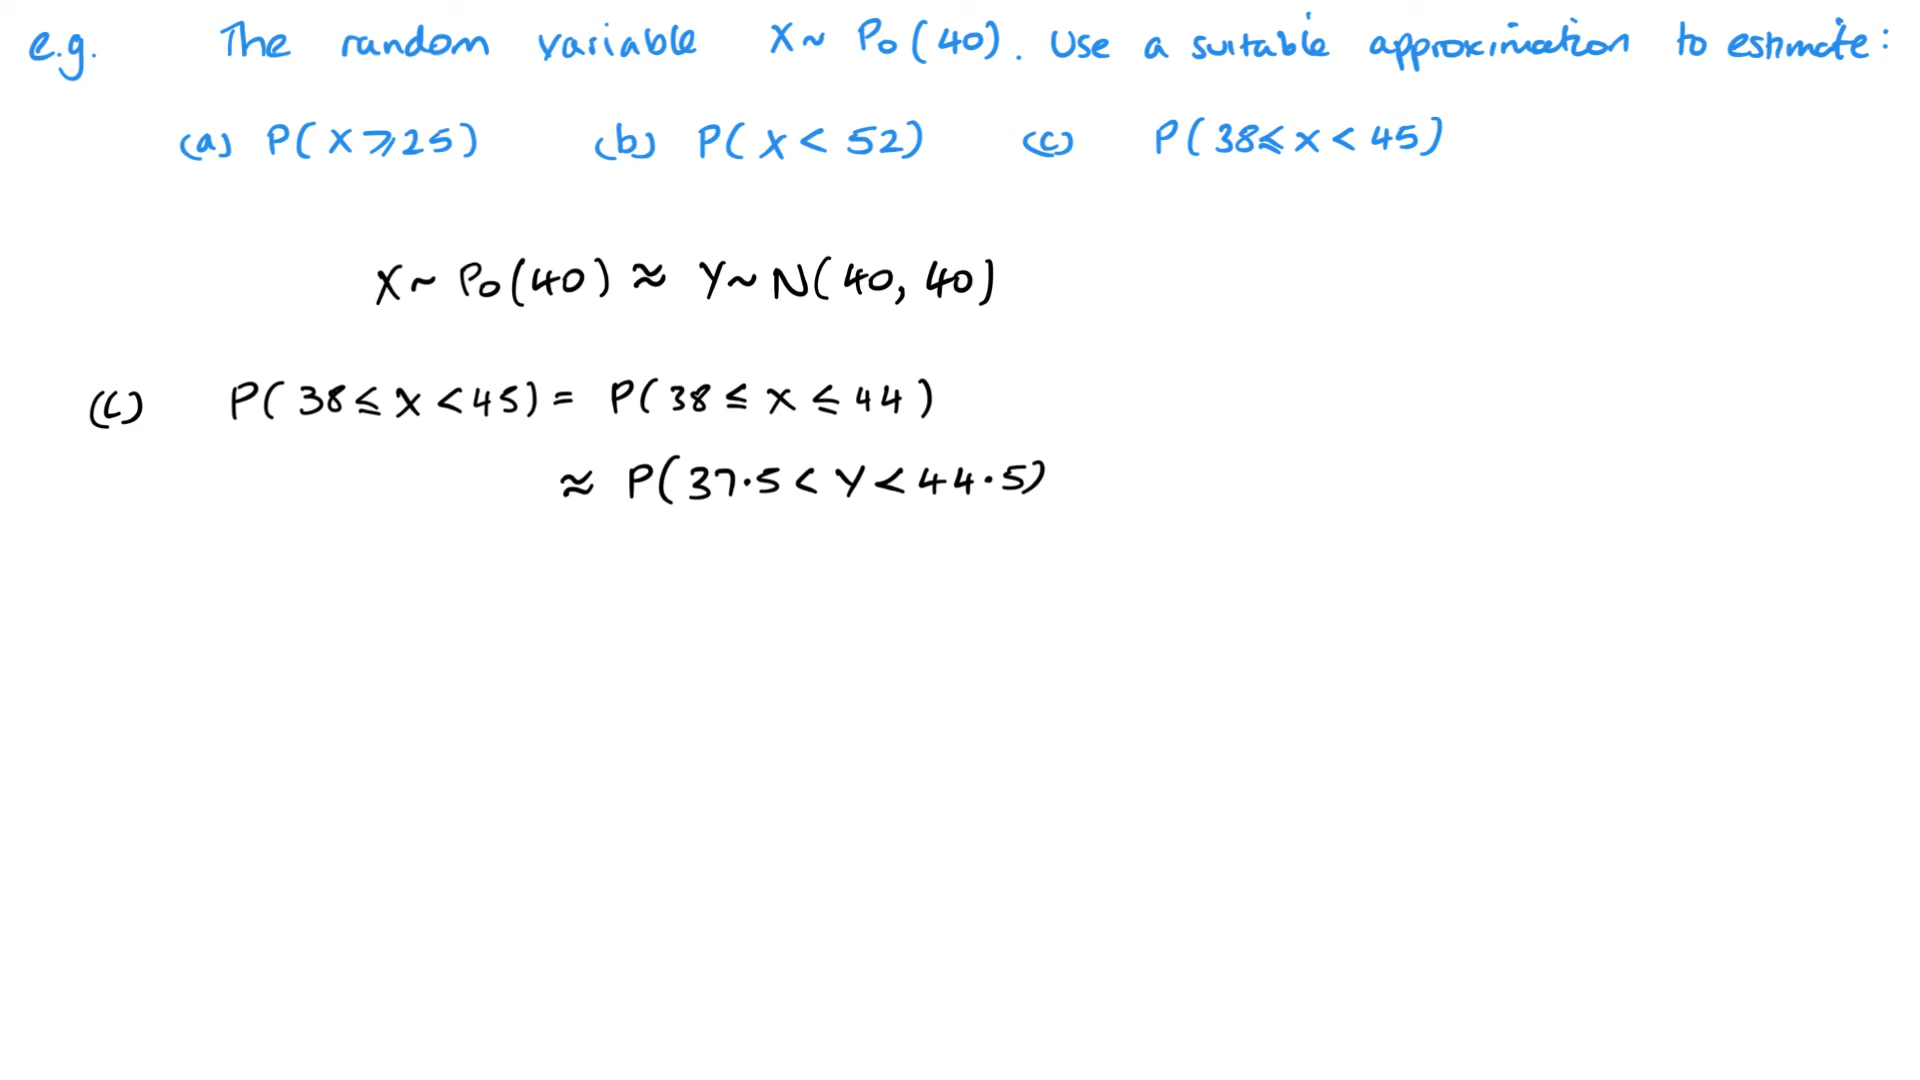 e.g. The random variable X~ Po(40). Use a suitable approximation to estimate:
(a) P(X⩾25) (b) P(X < 52) (c) P(38⩽ X < 45)
X~ Po(40) ≈ Y~ N(40, 40)
(c) P(38 ≤ X < 45) = P(38 ≤ X ≤ 44)
≈ P(37.5 < Y < 44.5)